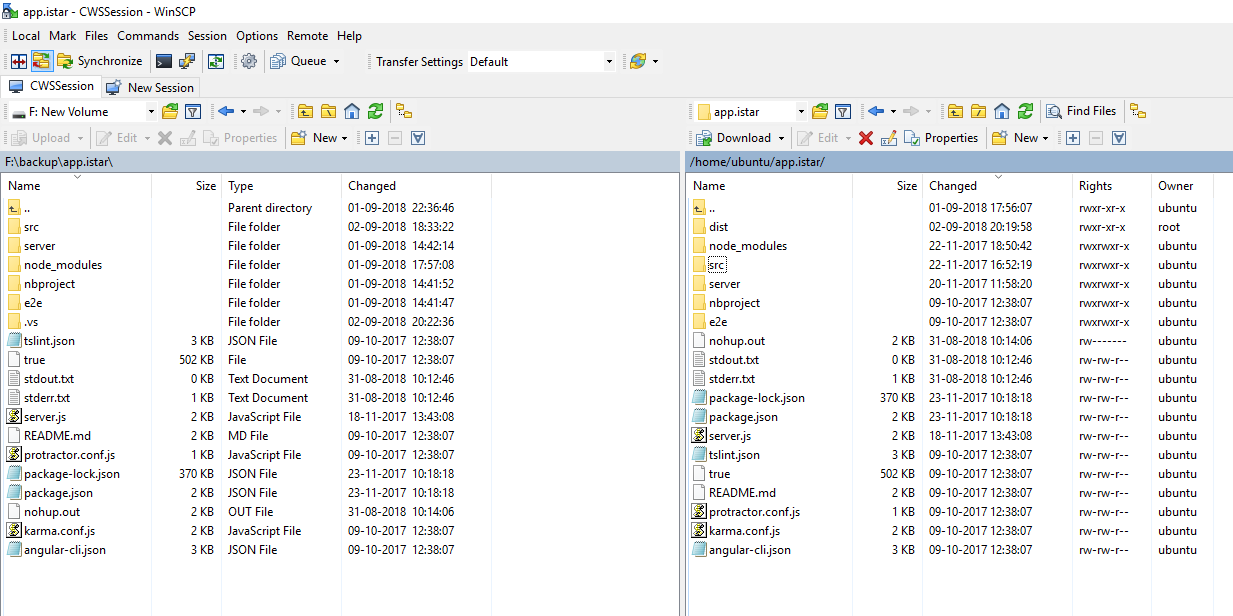 app.istar - CWSSession - WinSCP
Local Mark Files Commands Session Options Remote Help
Synchronize Queue Transfer Settings Default
CWSSession New Session
F: New Volume
Upload Edit Properties New
F:\backup\app.istar\
Name Size Type Changed
.. Parent directory 01-09-2018 22:36:46
src File folder 02-09-2018 18:33:22
server File folder 01-09-2018 14:42:14
node_modules File folder 01-09-2018 17:57:08
nbproject File folder 01-09-2018 14:41:52
e2e File folder 01-09-2018 14:41:47
.vs File folder 02-09-2018 20:22:36
tslint.json 3 KB JSON File 09-10-2017 12:38:07
true 502 KB File 09-10-2017 12:38:07
stdout.txt 0 KB Text Document 31-08-2018 10:12:46
stderr.txt 1 KB Text Document 31-08-2018 10:12:46
server.js 2 KB JavaScript File 18-11-2017 13:43:08
README.md 2 KB MD File 09-10-2017 12:38:07
protractor.conf.js 1 KB JavaScript File 09-10-2017 12:38:07
package-lock.json 370 KB JSON File 23-11-2017 10:18:18
package.json 2 KB JSON File 23-11-2017 10:18:18
nohup.out 2 KB OUT File 31-08-2018 10:14:06
karma.conf.js 2 KB JavaScript File 09-10-2017 12:38:07
angular-cli.json 3 KB JSON File 09-10-2017 12:38:07
app.istar Find Files
Download Edit Properties New
/home/ubuntu/app.istar/
Name Size Changed Rights Owner
.. 01-09-2018 17:56:07 rwxr-xr-x ubuntu
dist 02-09-2018 20:19:58 rwxr-xr-x root
node_modules 22-11-2017 18:50:42 rwxrwxr-x ubuntu
src 22-11-2017 16:52:19 rwxrwxr-x ubuntu
server 20-11-2017 11:58:20 rwxrwxr-x ubuntu
nbproject 09-10-2017 12:38:07 rwxrwxr-x ubuntu
e2e 09-10-2017 12:38:07 rwxrwxr-x ubuntu
nohup.out 2 KB 31-08-2018 10:14:06 rw------- ubuntu
stdout.txt 0 KB 31-08-2018 10:12:46 rw-rw-r-- ubuntu
stderr.txt 1 KB 31-08-2018 10:12:46 rw-rw-r-- ubuntu
package-lock.json 370 KB 23-11-2017 10:18:18 rw-rw-r-- ubuntu
package.json 2 KB 23-11-2017 10:18:18 rw-rw-r-- ubuntu
server.js 2 KB 18-11-2017 13:43:08 rw-rw-r-- ubuntu
tslint.json 3 KB 09-10-2017 12:38:07 rw-rw-r-- ubuntu
true 502 KB 09-10-2017 12:38:07 rw-rw-r-- ubuntu
README.md 2 KB 09-10-2017 12:38:07 rw-rw-r-- ubuntu
protractor.conf.js 1 KB 09-10-2017 12:38:07 rw-rw-r-- ubuntu
karma.conf.js 2 KB 09-10-2017 12:38:07 rw-rw-r-- ubuntu
angular-cli.json 3 KB 09-10-2017 12:38:07 rw-rw-r-- ubuntu